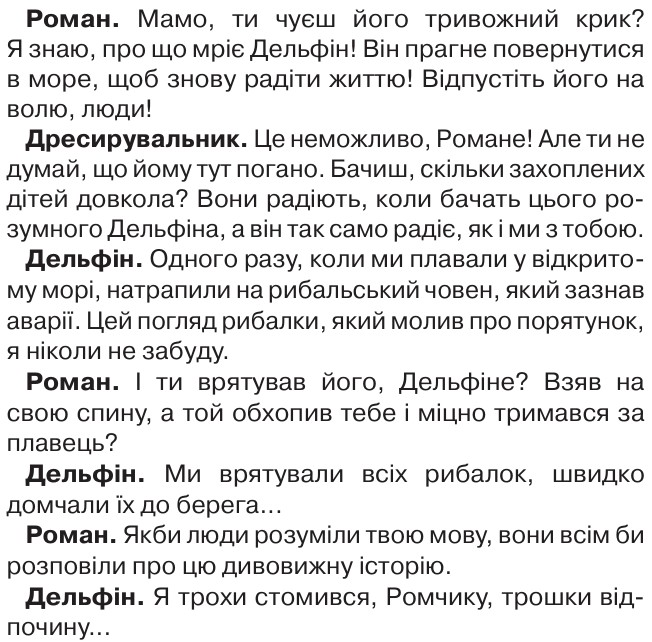 Роман. Мамо, ти чуєш його тривожний крик?
Я знаю, про що мріє Дельфін! Він прагне повернутися
в море, щоб знову радіти життю! Відпустіть його на
волю, люди!
Дресирувальник. Це неможливо, Романе! Але ти не
думай, що йому тут погано. Бачиш, скільки захоплених
дітей довкола? Вони радіють, коли бачать цього ро-
зумного Дельфіна, а він так само радіє, як і ми з тобою.
Дельфін. Одного разу, коли ми плавали у відкрито-
му морі, натрапили на рибальський човен, який зазнав
аварії. Цей погляд рибалки, який молив про порятунок,
я ніколи не забуду.
Роман. І ти врятував його, Дельфіне? Взяв на
свою спину, а той обхопив тебе і міцно тримався за
плавець?
Дельфін. Ми врятували всіх рибалок, швидко
домчали їх до берега...
Роман. Якби люди розуміли твою мову, вони всім би
розповіли про цю дивовижну історію.
Дельфін. Я трохи стомився, Ромчику, трошки від-
почину...